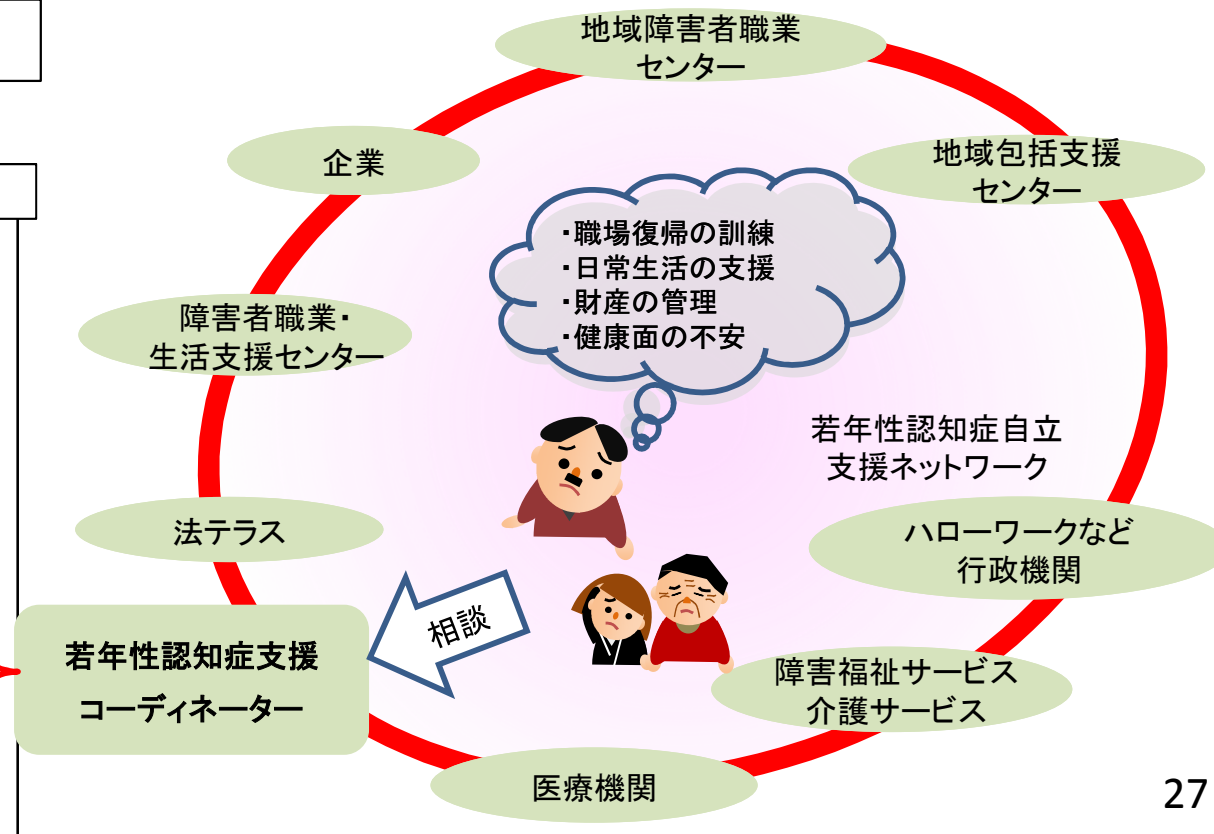 地域障害者職業
センター
企業
地域包括支援
センター
・職場復帰の訓練
・日常生活の支援
・財産の管理
・健康面の不安
障害者職業・
生活支援センター
若年性認知症自立
支援ネットワーク
法テラス
ハローワークなど
行政機関
相談
若年性認知症支援
コーディネーター
障害福祉サービス
介護サービス
医療機関
27